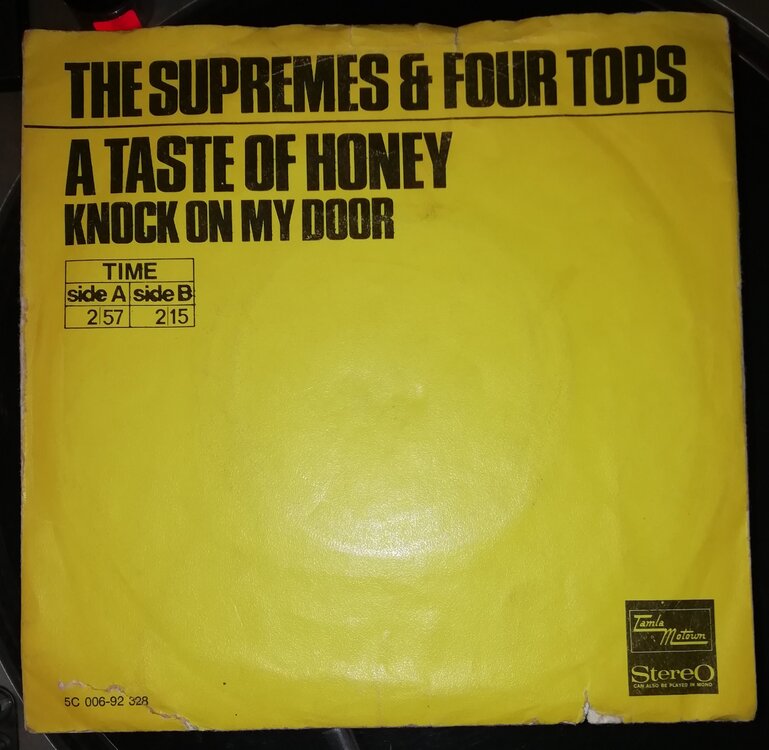 THE SUPREMES & FOUR TOPS
A TASTE OF HONEY
KNOCK ON MY DOOR
TIME
side A side B
2 57 2 15
Tamla
Motown
StereO
CAN ALSO BE PLAYED IN MONO
5C 006-92 328